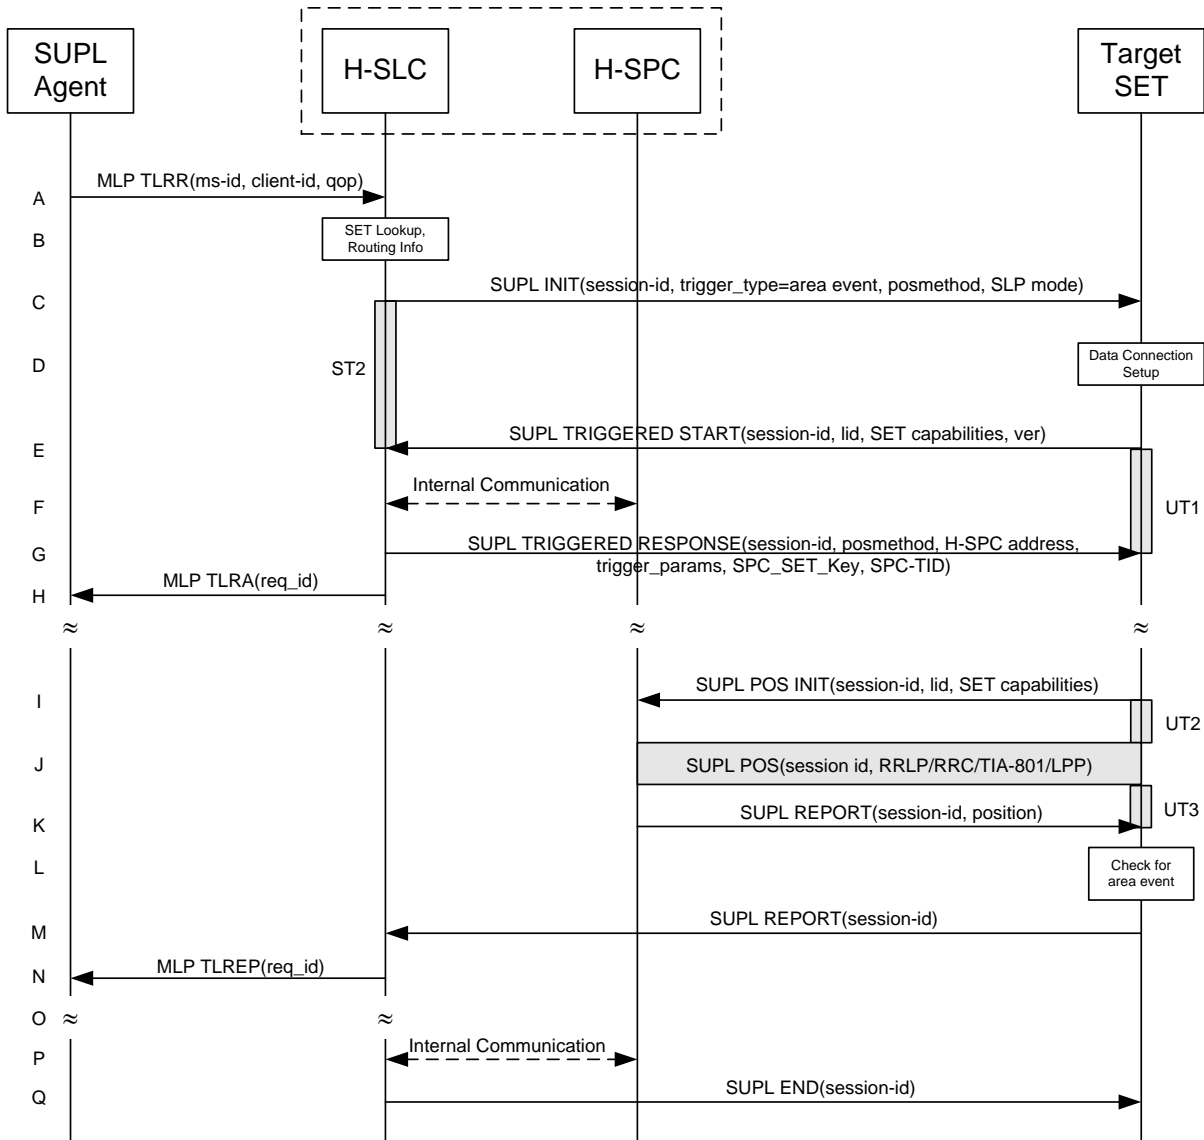 SUPL
Agent
H-SLC
H-SPC
Target
SET
A
MLP TLRR(ms-id, client-id, qop)
B
SET Lookup,
Routing Info
C
SUPL INIT(session-id, trigger_type=area event, posmethod, SLP mode)
D
ST2
Data Connection
Setup
E
SUPL TRIGGERED START(session-id, lid, SET capabilities, ver)
F
Internal Communication
UT1
G
SUPL TRIGGERED RESPONSE(session-id, posmethod, H-SPC address,
trigger_params, SPC_SET_Key, SPC-TID)
H
MLP TLRA(req_id)
≈ ≈ ≈ ≈
I
SUPL POS INIT(session-id, lid, SET capabilities)
UT2
J
SUPL POS(session id, RRLP/RRC/TIA-801/LPP)
K
SUPL REPORT(session-id, position)
UT3
L
Check for
area event
M
SUPL REPORT(session-id)
N
MLP TLREP(req_id)
O ≈ ≈
P
Internal Communication
Q
SUPL END(session-id)